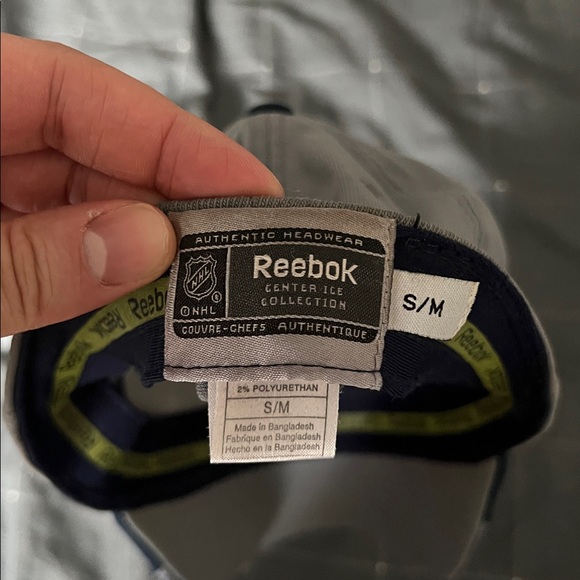 AUTHENTIC HEADWEAR
NHL
© NHL
Reebok
CENTER ICE
COLLECTION
COUVRE-CHEFS AUTHENTIQUE
S/M
2% POLYURETHAN
S/M
Made in Bangladesh
Fabrique en Bangladesh
Hecho en Bangladesh
Reebok
Reebok